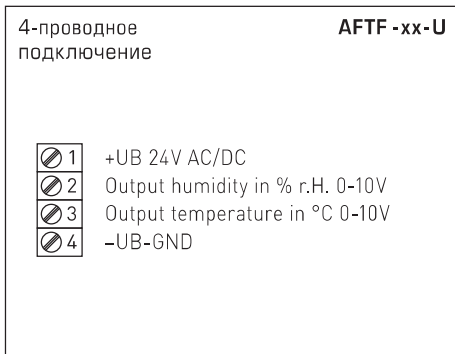 4-проводное
подключение
AFTF -xx-U
1 +UB 24V AC/DC
2 Output humidity in % r.H. 0-10V
3 Output temperature in °C 0-10V
4 –UB-GND